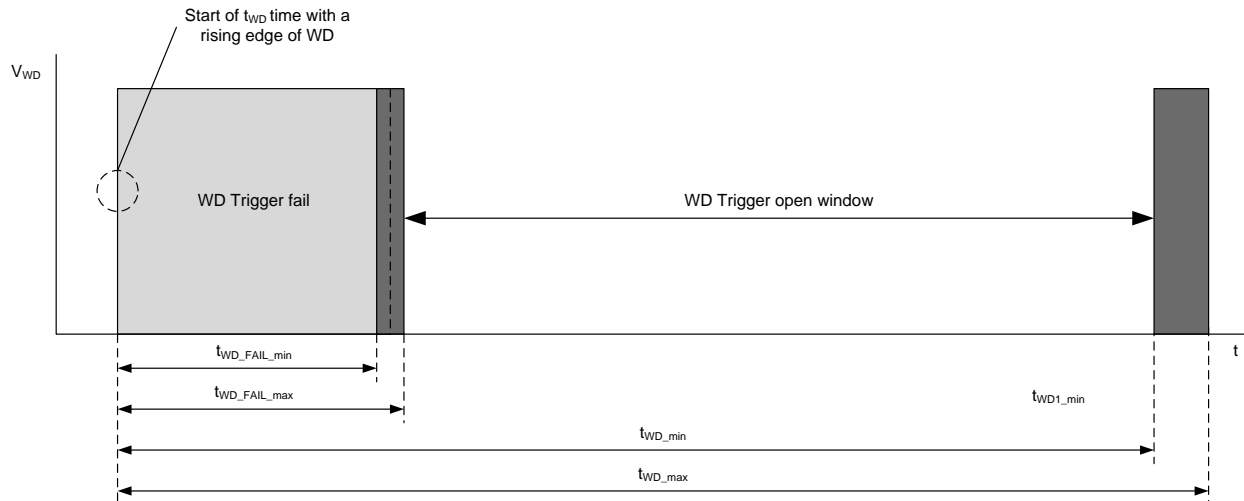 Start of tWD time with a
rising edge of WD
VWD
WD Trigger fail
WD Trigger open window
t
tWD_FAIL_min
tWD_FAIL_max
tWD1_min
tWD_min
tWD_max